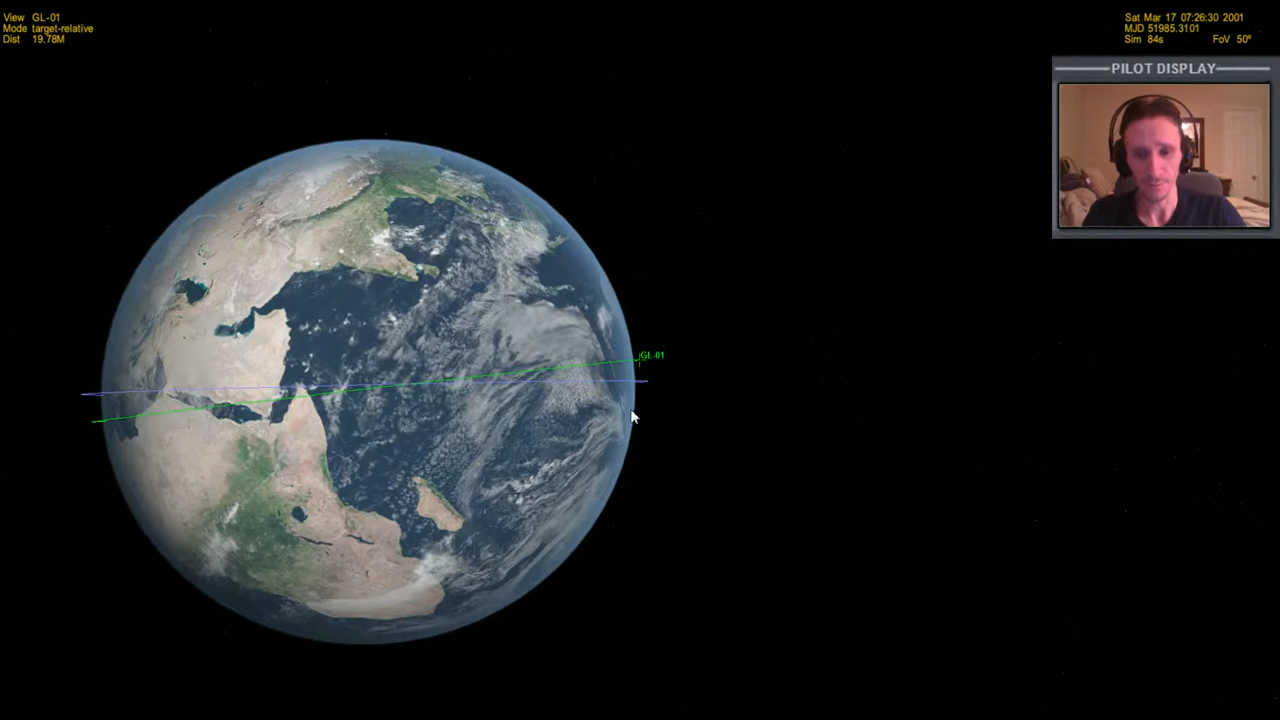 View GL-01
Mode target-relative
Dist 19.78M
Sat Mar 17 07:26:30 2001
MJD 51985.3101
Sim 84s FoV 50°
PILOT DISPLAY
GL-01